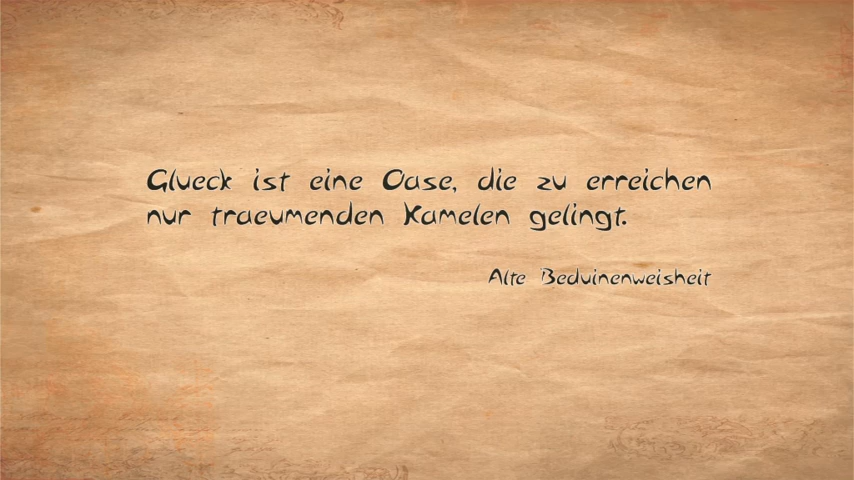 Glueck ist eine Oase, die zu erreichen
nur traeumenden Kamelen gelingt.
Alte Beduinenweisheit